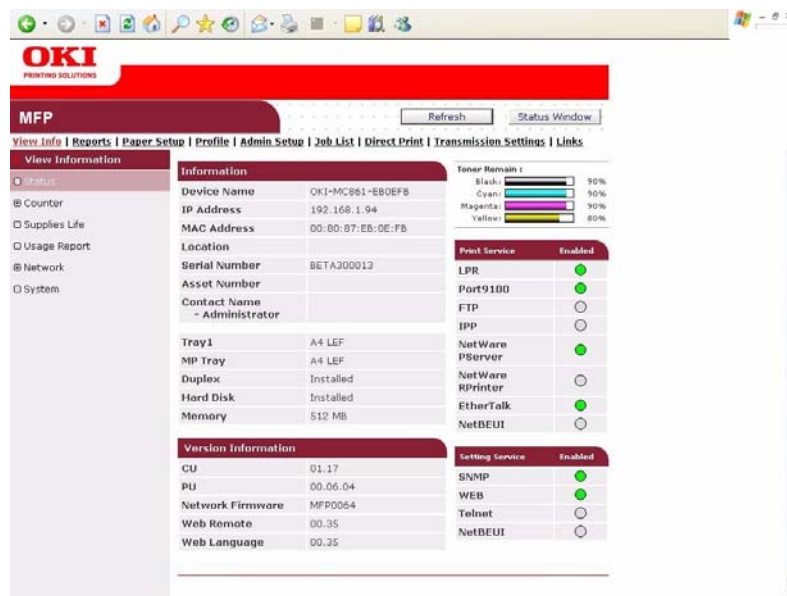 OKI
PRINTING SOLUTIONS
MFP
Refresh
Status Window
View Info | Reports | Paper Setup | Profile | Admin Setup | Job List | Direct Print | Transmission Settings | Links
View Information
Status
Counter
Supplies Life
Usage Report
Network
System
Information
Device Name OKI-MC861-EB0EFB
IP Address 192.168.1.94
MAC Address 00:80:87:EB:0E:FB
Location
Serial Number BETA300013
Asset Number
Contact Name
- Administrator
Tray1 A4 LEF
MP Tray A4 LEF
Duplex Installed
Hard Disk Installed
Memory 512 MB
Version Information
CU 01.17
PU 00.06.04
Network Firmware MFP0064
Web Remote 00.35
Web Language 00.35
Toner Remain :
Black: 90%
Cyan: 90%
Magenta: 90%
Yellow: 80%
Print Service Enabled
LPR
Port9100
FTP
IPP
NetWare
PServer
NetWare
RPrinter
EtherTalk
NetBEUI
Setting Service Enabled
SNMP
WEB
Telnet
NetBEUI